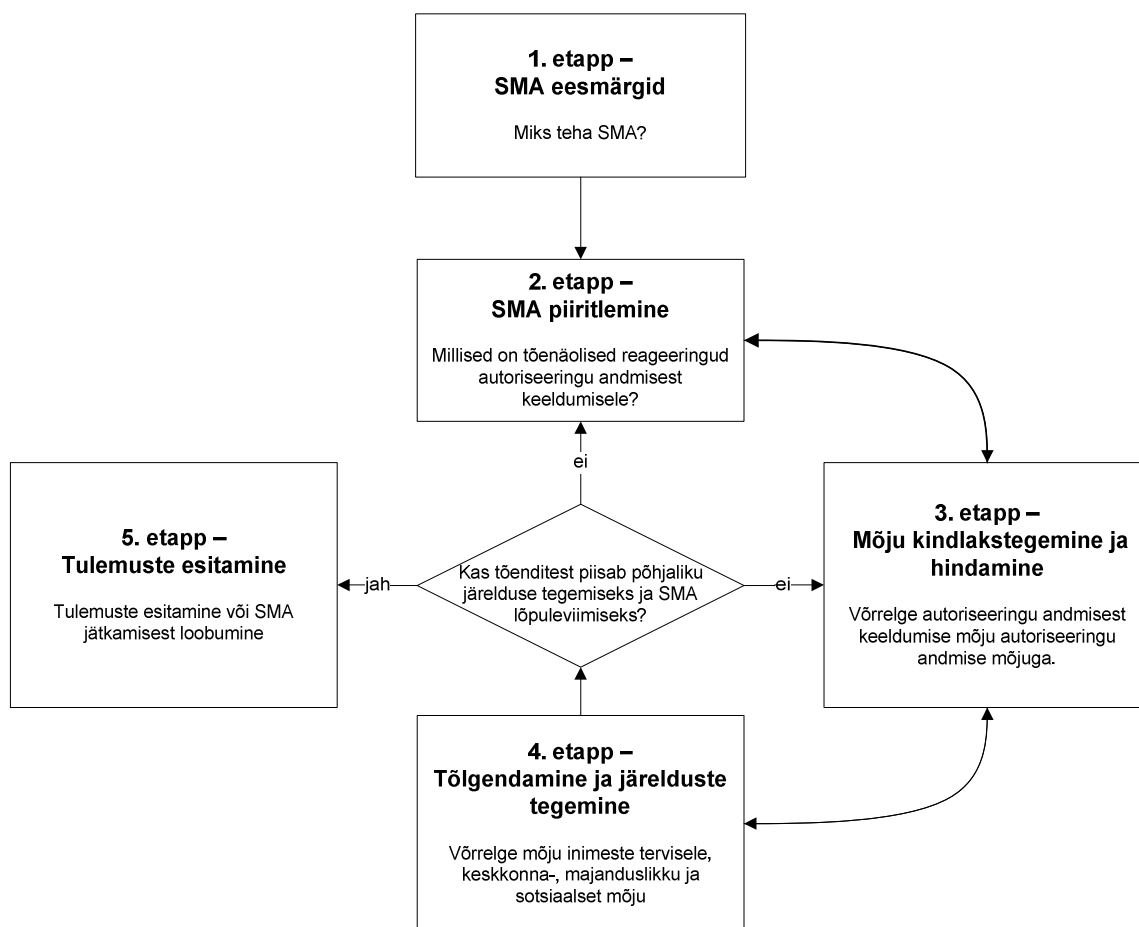 1. etapp –
SMA eesmärgid
Miks teha SMA?
2. etapp –
SMA piiritlemine
Millised on tõenäolised reageeringud
autoriseeringu andmisest
keeldumisele?
ei
5. etapp –
Tulemuste esitamine
Tulemuste esitamine või SMA
jätkamisest loobumine
jah
Kas tõenditest piisab põhjaliku
järelduse tegemiseks ja SMA
lõpuleviimiseks?
ei
3. etapp –
Mõju kindlakstegemine ja
hindamine
Võrrelge autoriseeringu andmisest
keeldumise mõju autoriseeringu
andmise mõjuga.
4. etapp –
Tõlgendamine ja järelduste
tegemine
Võrrelge mõju inimeste tervisele,
keskkonna-, majanduslikku ja
sotsiaalset mõju